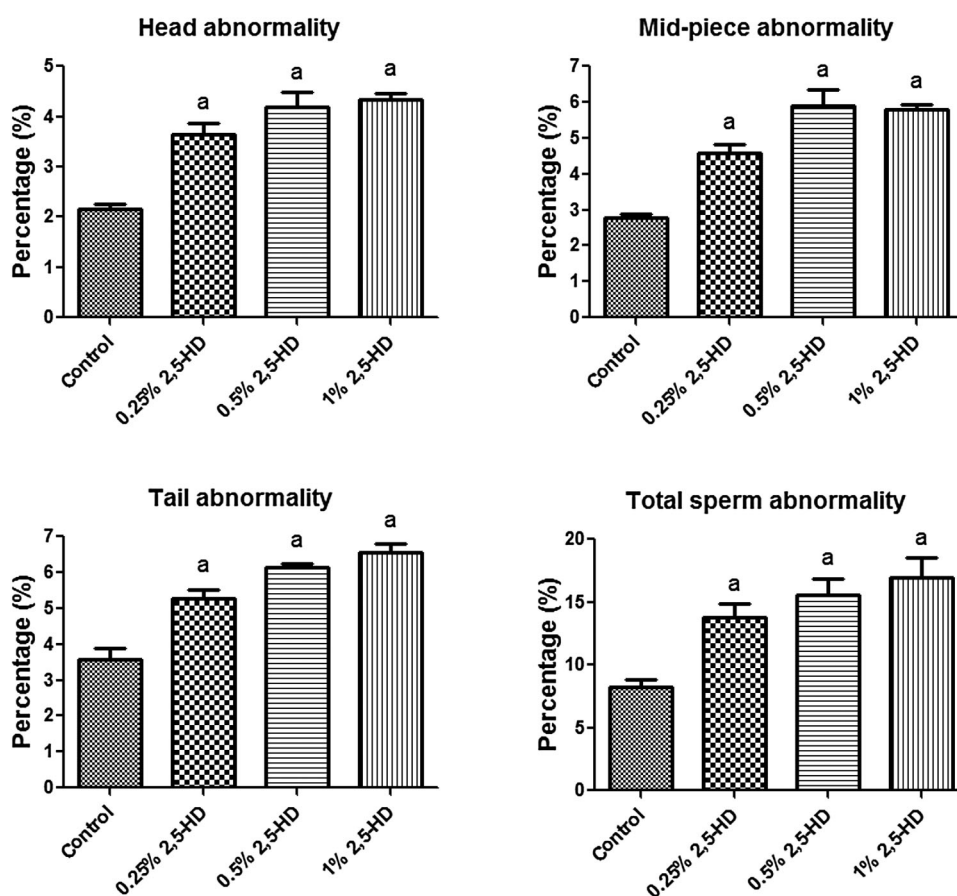 Head abnormality
Percentage (%)
5
4
3
2
1
0
a
a
a
Control
0.25% 2,5-HD
0.5% 2,5-HD
1% 2,5-HD
Mid-piece abnormality
Percentage (%)
7
6
5
4
3
2
1
0
a
a
a
Control
0.25% 2,5-HD
0.5% 2,5-HD
1% 2,5-HD
Tail abnormality
Percentage (%)
7
6
5
4
3
2
1
0
a
a
a
Control
0.25% 2,5-HD
0.5% 2,5-HD
1% 2,5-HD
Total sperm abnormality
Percentage (%)
20
15
10
5
0
a
a
a
Control
0.25% 2,5-HD
0.5% 2,5-HD
1% 2,5-HD